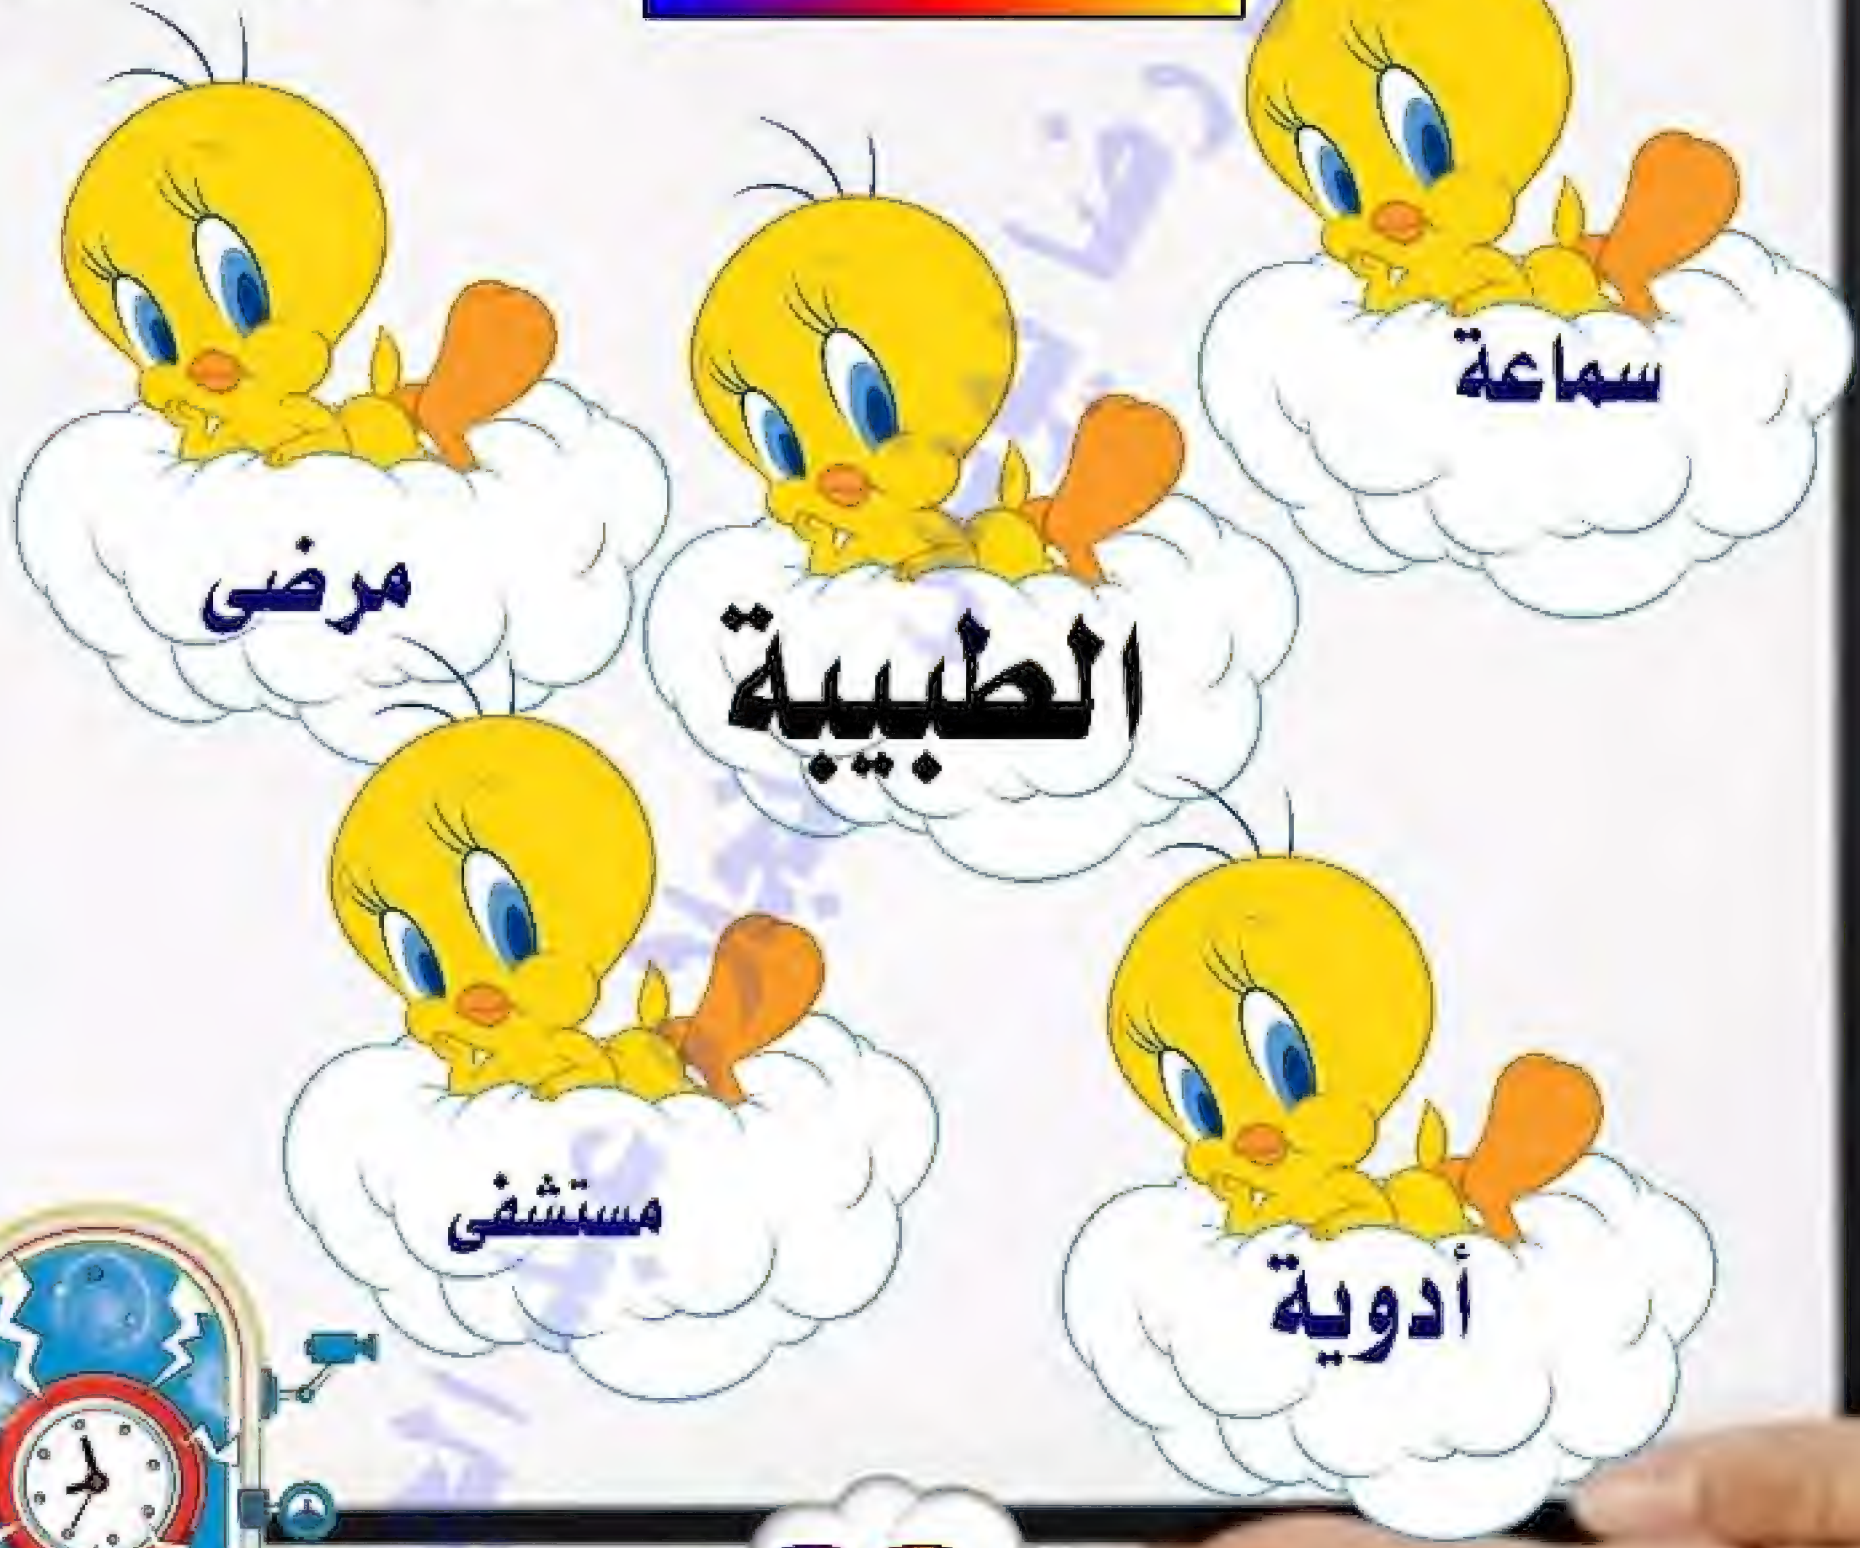 سماعة
مرضى
الطبيبة
مستشفى
أدوية